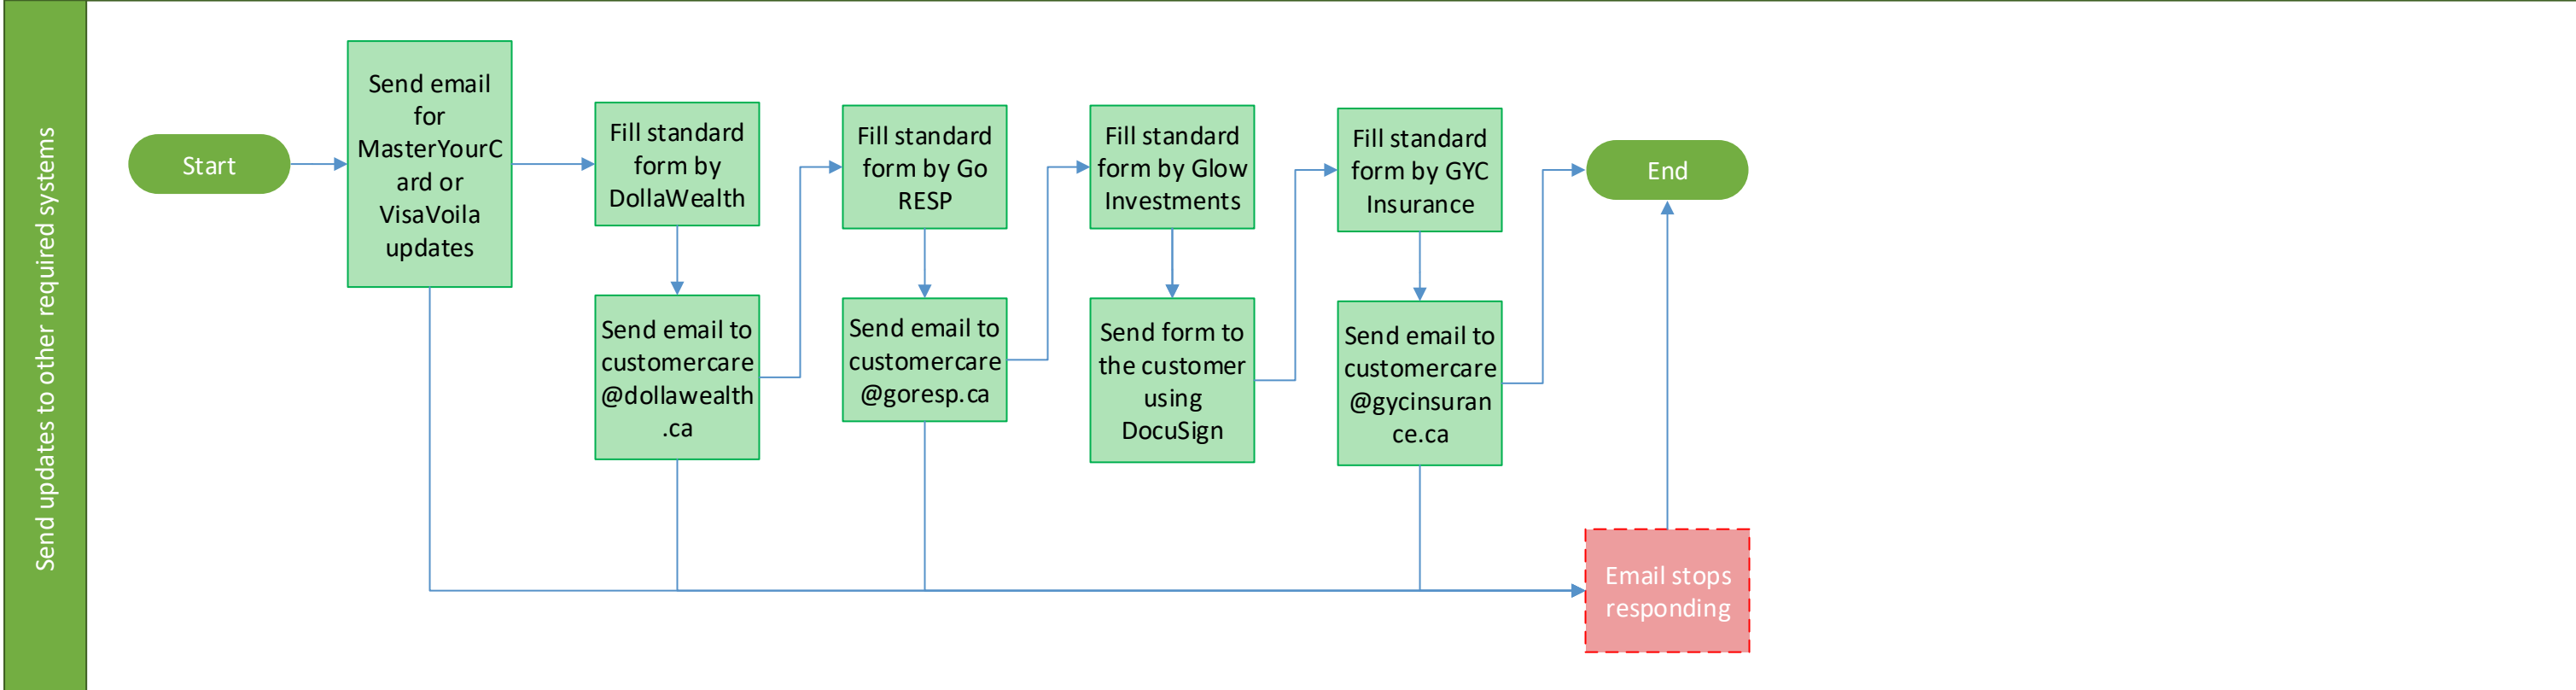 Send updates to other required systems
Start
Send email
for
MasterYourC
ard or
VisaVoila
updates
Fill standard
form by
DollaWealth
Send email to
customercare
@dollawealth
.ca
Fill standard
form by Go
RESP
Send email to
customercare
@goresp.ca
Fill standard
form by Glow
Investments
Send form to
the customer
using
DocuSign
Fill standard
form by GYC
Insurance
Send email to
customercare
@gycinsuran
ce.ca
End
Email stops
responding